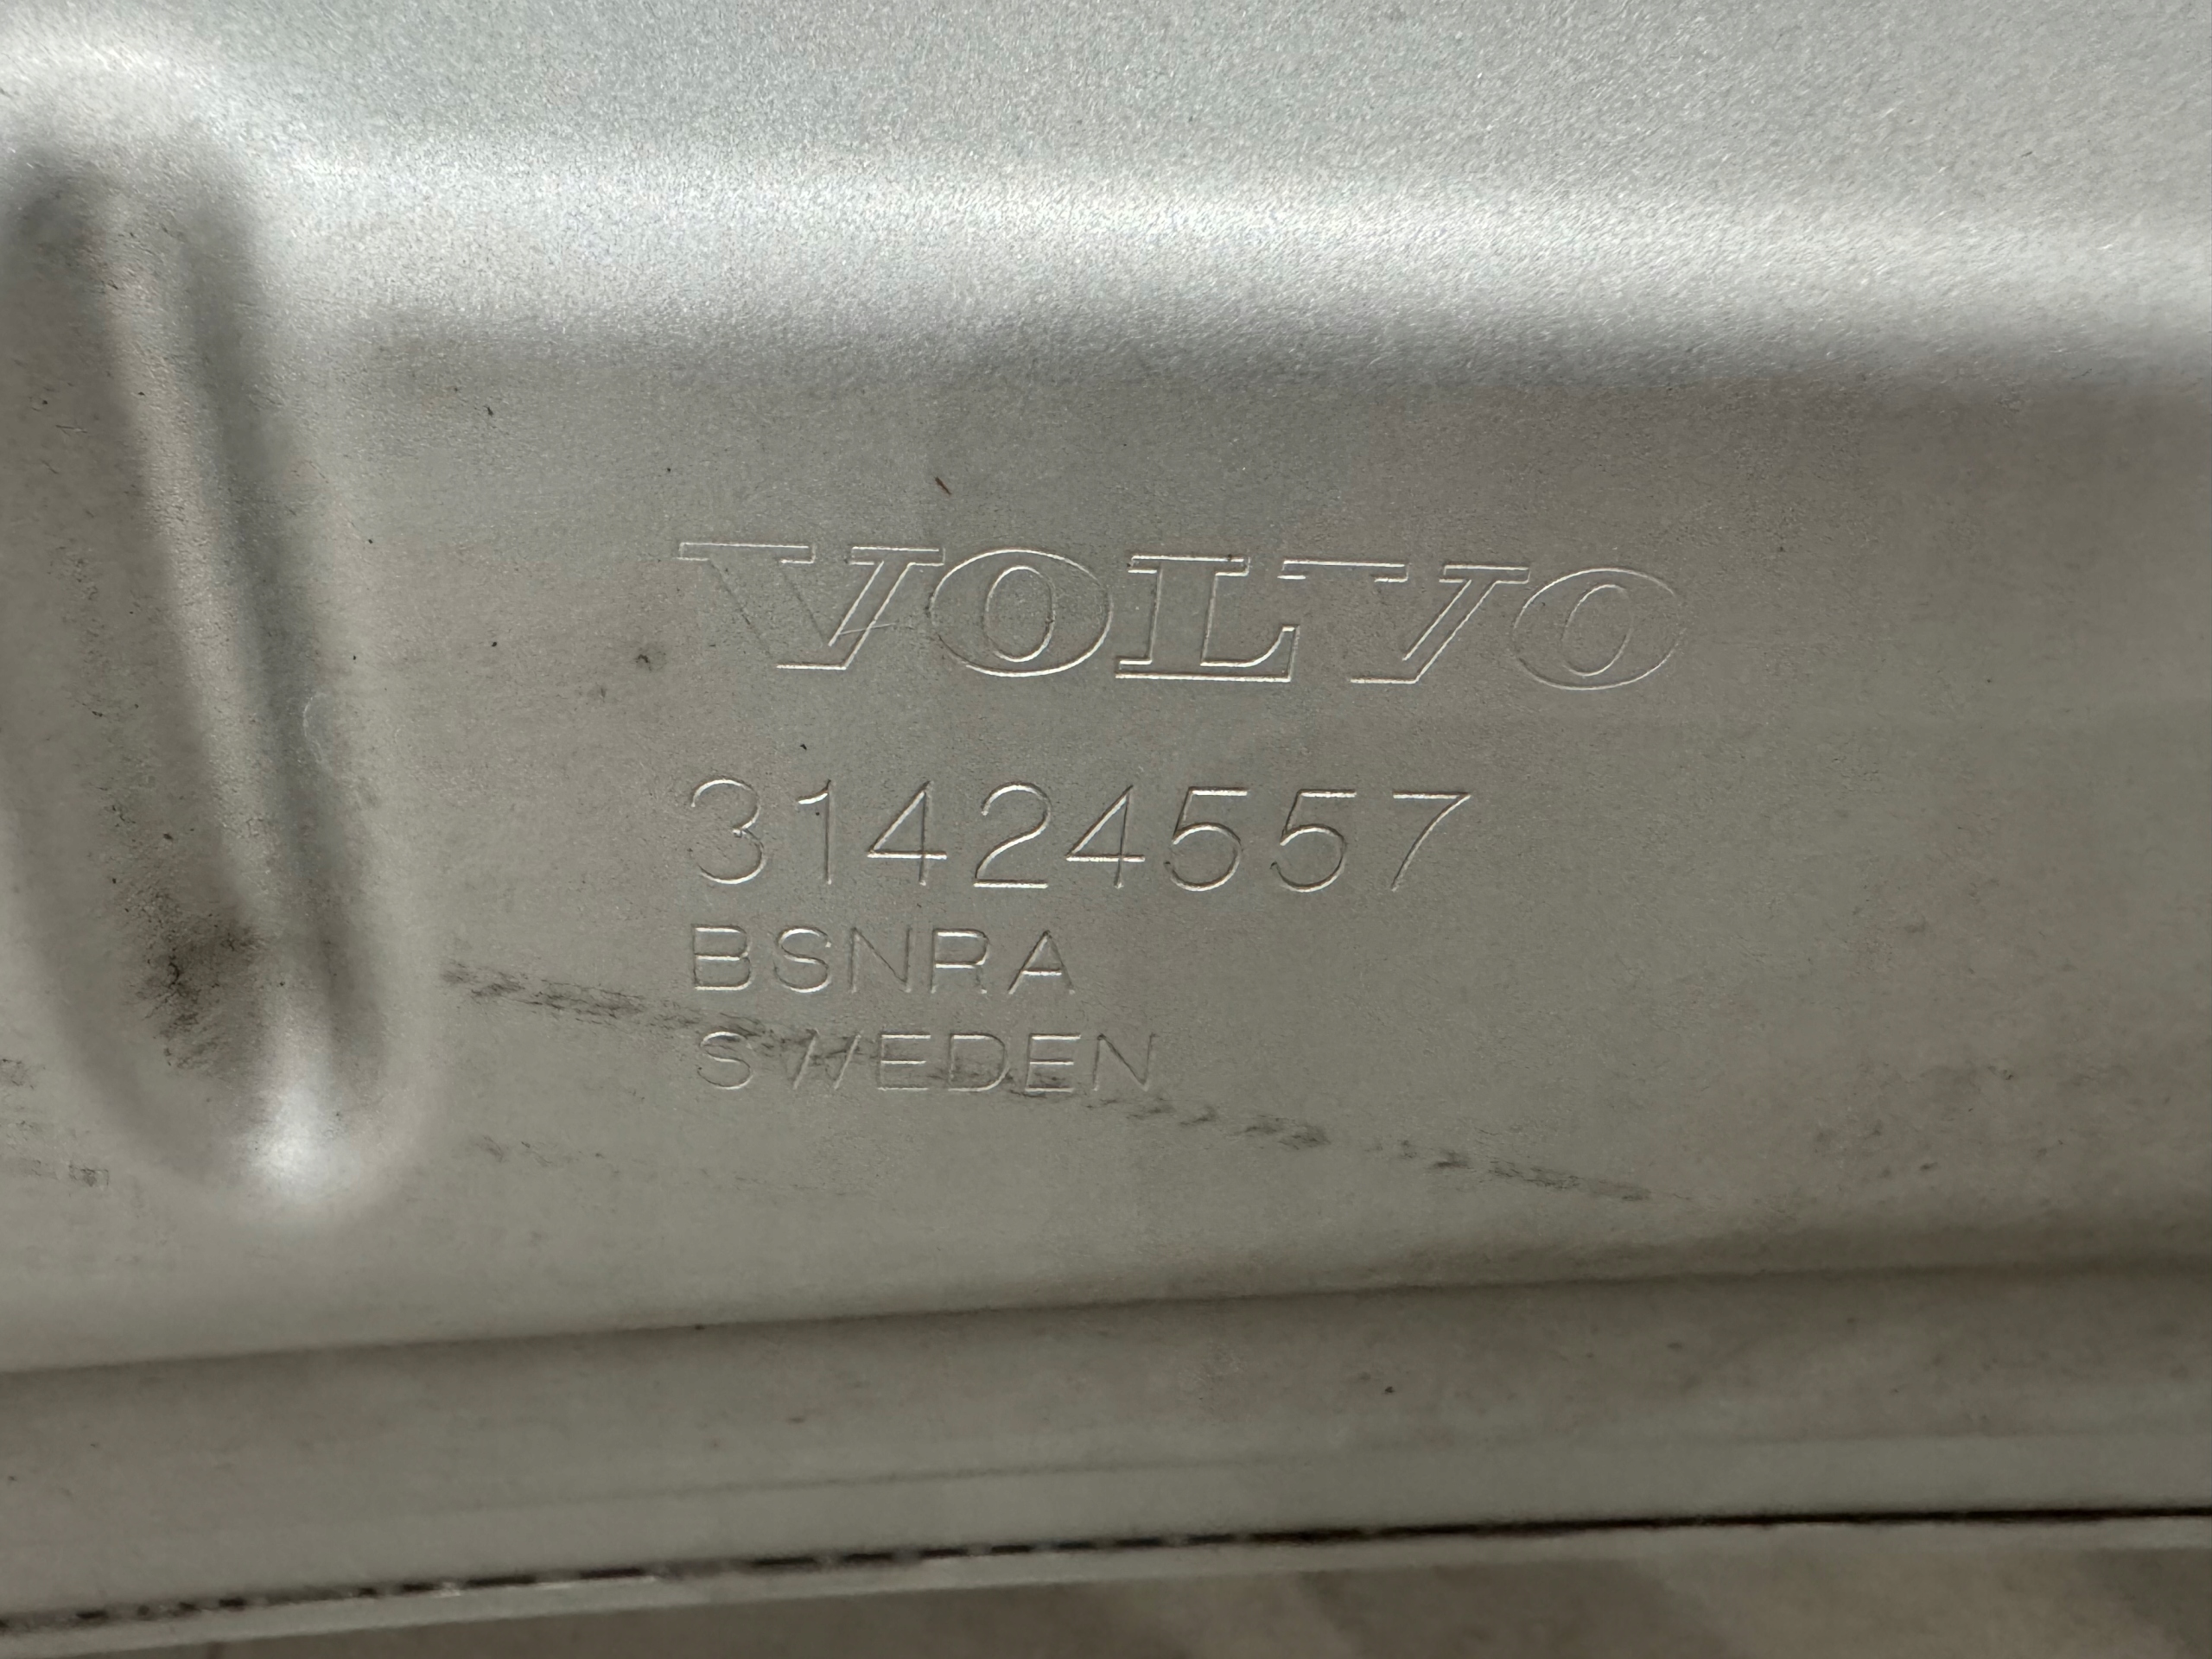 VOLVO
31424557
BSNRA
SWEDEN